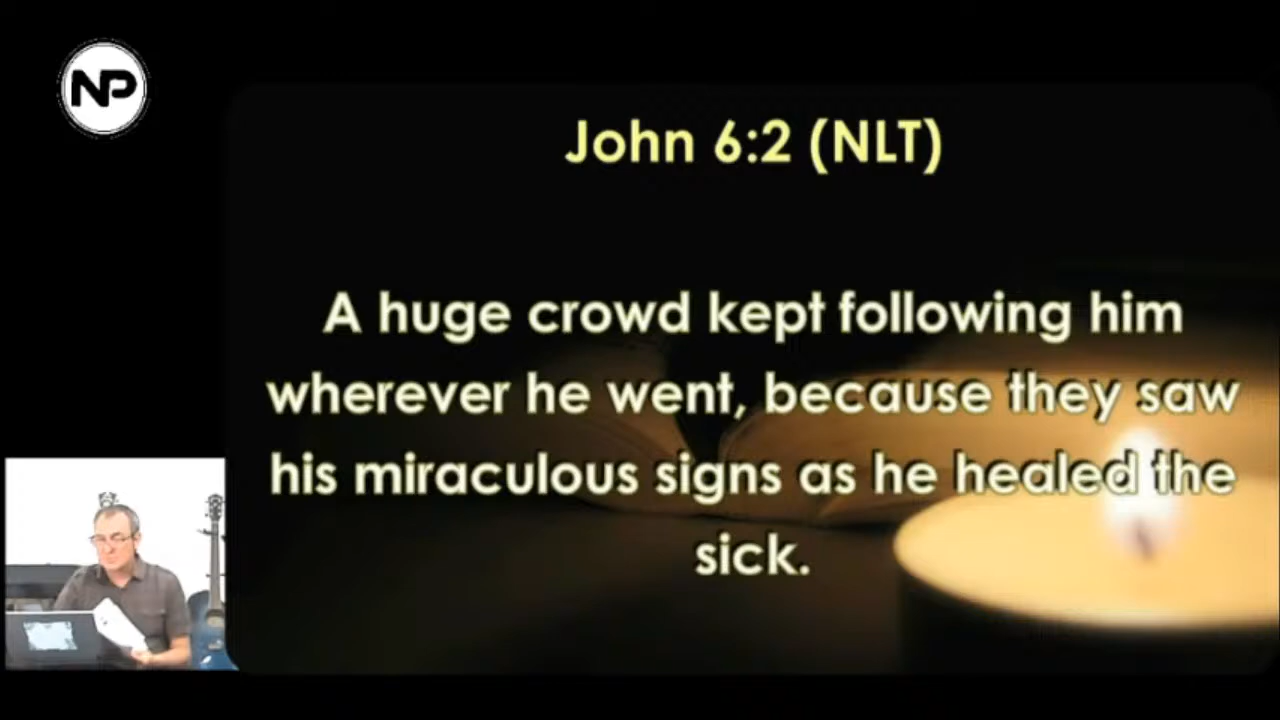 NP
John 6:2 (NLT)
A huge crowd kept following him
wherever he went, because they saw
his miraculous signs as he healed the
sick.